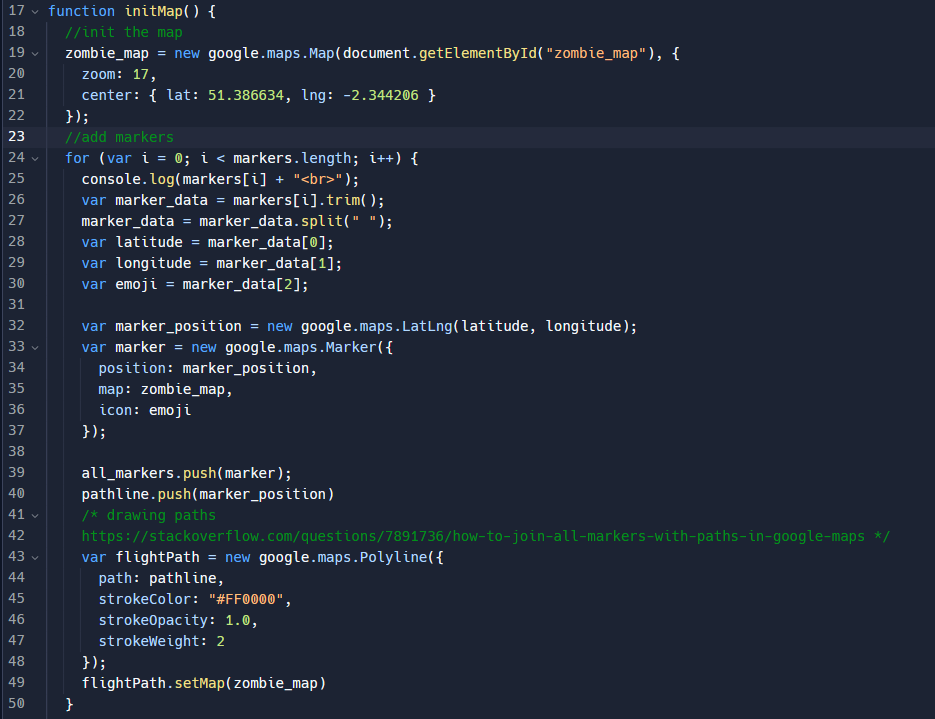 17 function initMap() {
18 //init the map
19 zombie_map = new google.maps.Map(document.getElementById("zombie_map"), {
20 zoom: 17,
21 center: { lat: 51.386634, lng: -2.344206 }
22 });
23 //add markers
24 for (var i = 0; i < markers.length; i++) {
25 console.log(markers[i] + "<br>");
26 var marker_data = markers[i].trim();
27 marker_data = marker_data.split(" ");
28 var latitude = marker_data[0];
29 var longitude = marker_data[1];
30 var emoji = marker_data[2];
31
32 var marker_position = new google.maps.LatLng(latitude, longitude);
33 var marker = new google.maps.Marker({
34 position: marker_position,
35 map: zombie_map,
36 icon: emoji
37 });
38
39 all_markers.push(marker);
40 pathline.push(marker_position)
41 /* drawing paths
42 https://stackoverflow.com/questions/7891736/how-to-join-all-markers-with-paths-in-google-maps */
43 var flightPath = new google.maps.Polyline({
44 path: pathline,
45 strokeColor: "#FF0000",
46 strokeOpacity: 1.0,
47 strokeWeight: 2
48 });
49 flightPath.setMap(zombie_map)
50 }